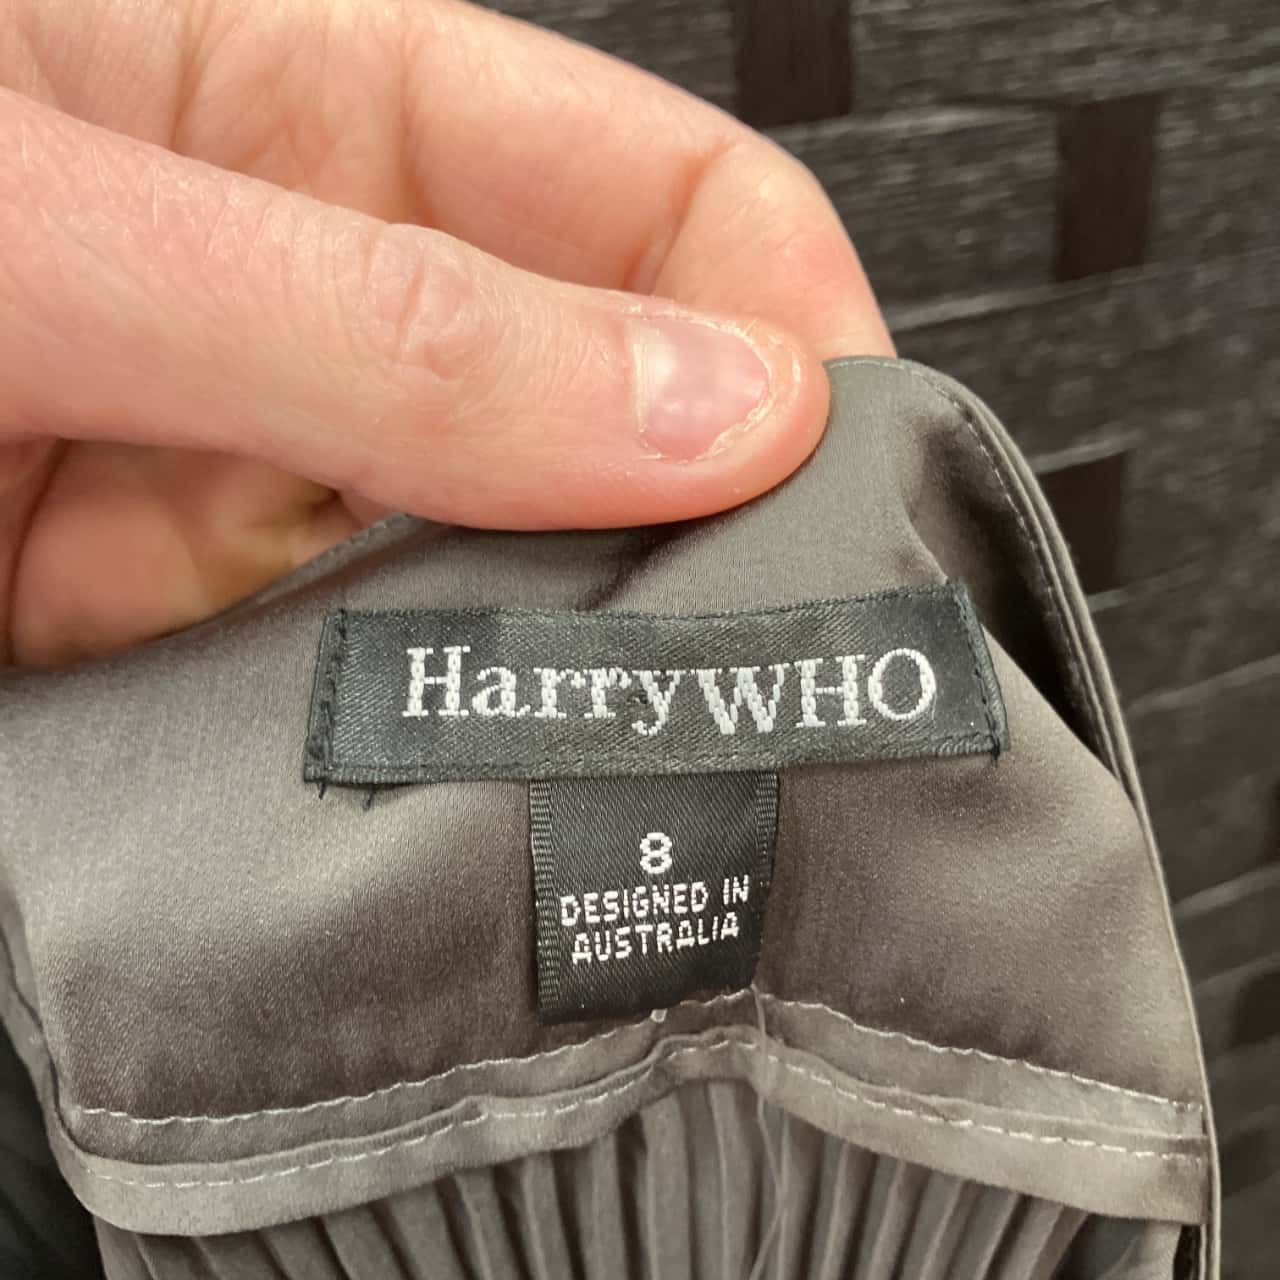 HarryWHO
8
DESIGNED IN
AUSTRALIA